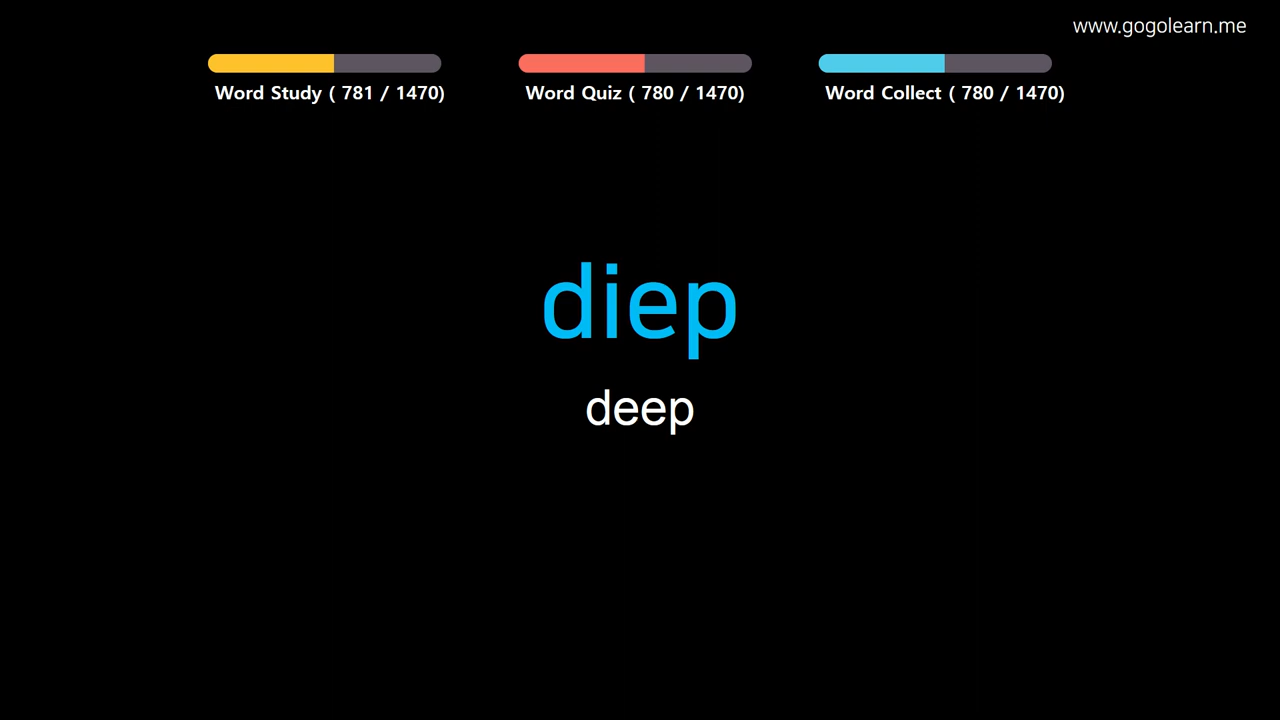 www.gogolearn.me
Word Study ( 781 / 1470)
Word Quiz ( 780 / 1470)
Word Collect ( 780 / 1470)
diep
deep